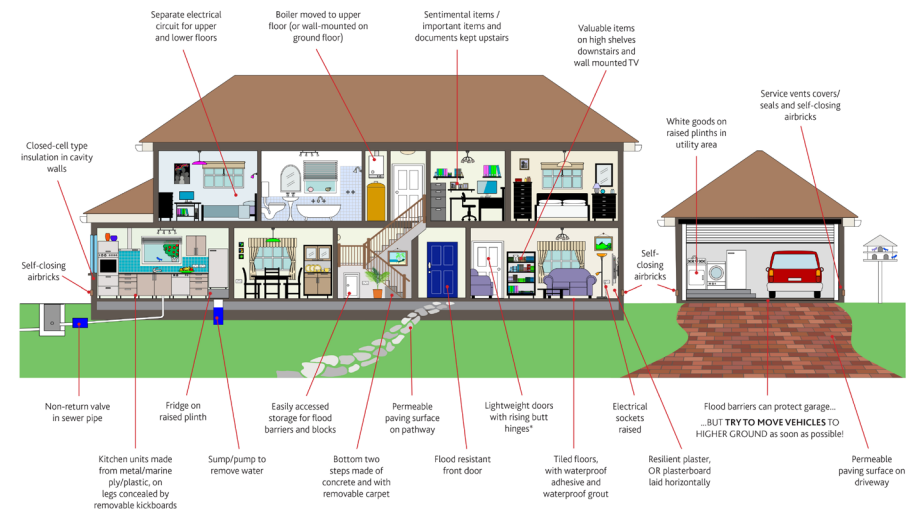 Separate electrical
circuit for upper
and lower floors
Boiler moved to upper
floor (or wall-mounted on
ground floor)
Sentimental items /
important items and
documents kept upstairs
Valuable items
on high shelves
downstairs and
wall mounted TV
Service vents covers/
seals and self-closing
airbricks
White goods on
raised plinths in
utility area
Closed-cell type
insulation in cavity
walls
Self-closing
airbricks
Self-
closing
airbricks
Non-return valve
in sewer pipe
Fridge on
raised plinth
Easily accessed
storage for flood
barriers and blocks
Permeable
paving surface
on pathway
Lightweight doors
with rising butt
hinges*
Electrical
sockets
raised
Flood barriers can protect garage...
...BUT TRY TO MOVE VEHICLES TO
HIGHER GROUND as soon as possible!
Kitchen units made
from metal/marine
ply/plastic, on
legs concealed by
removable kickboards
Sump/pump to
remove water
Bottom two
steps made of
concrete and with
removable carpet
Flood resistant
front door
Tiled floors,
with waterproof
adhesive and
waterproof grout
Resilient plaster,
OR plasterboard
laid horizontally
Permeable
paving surface on
driveway